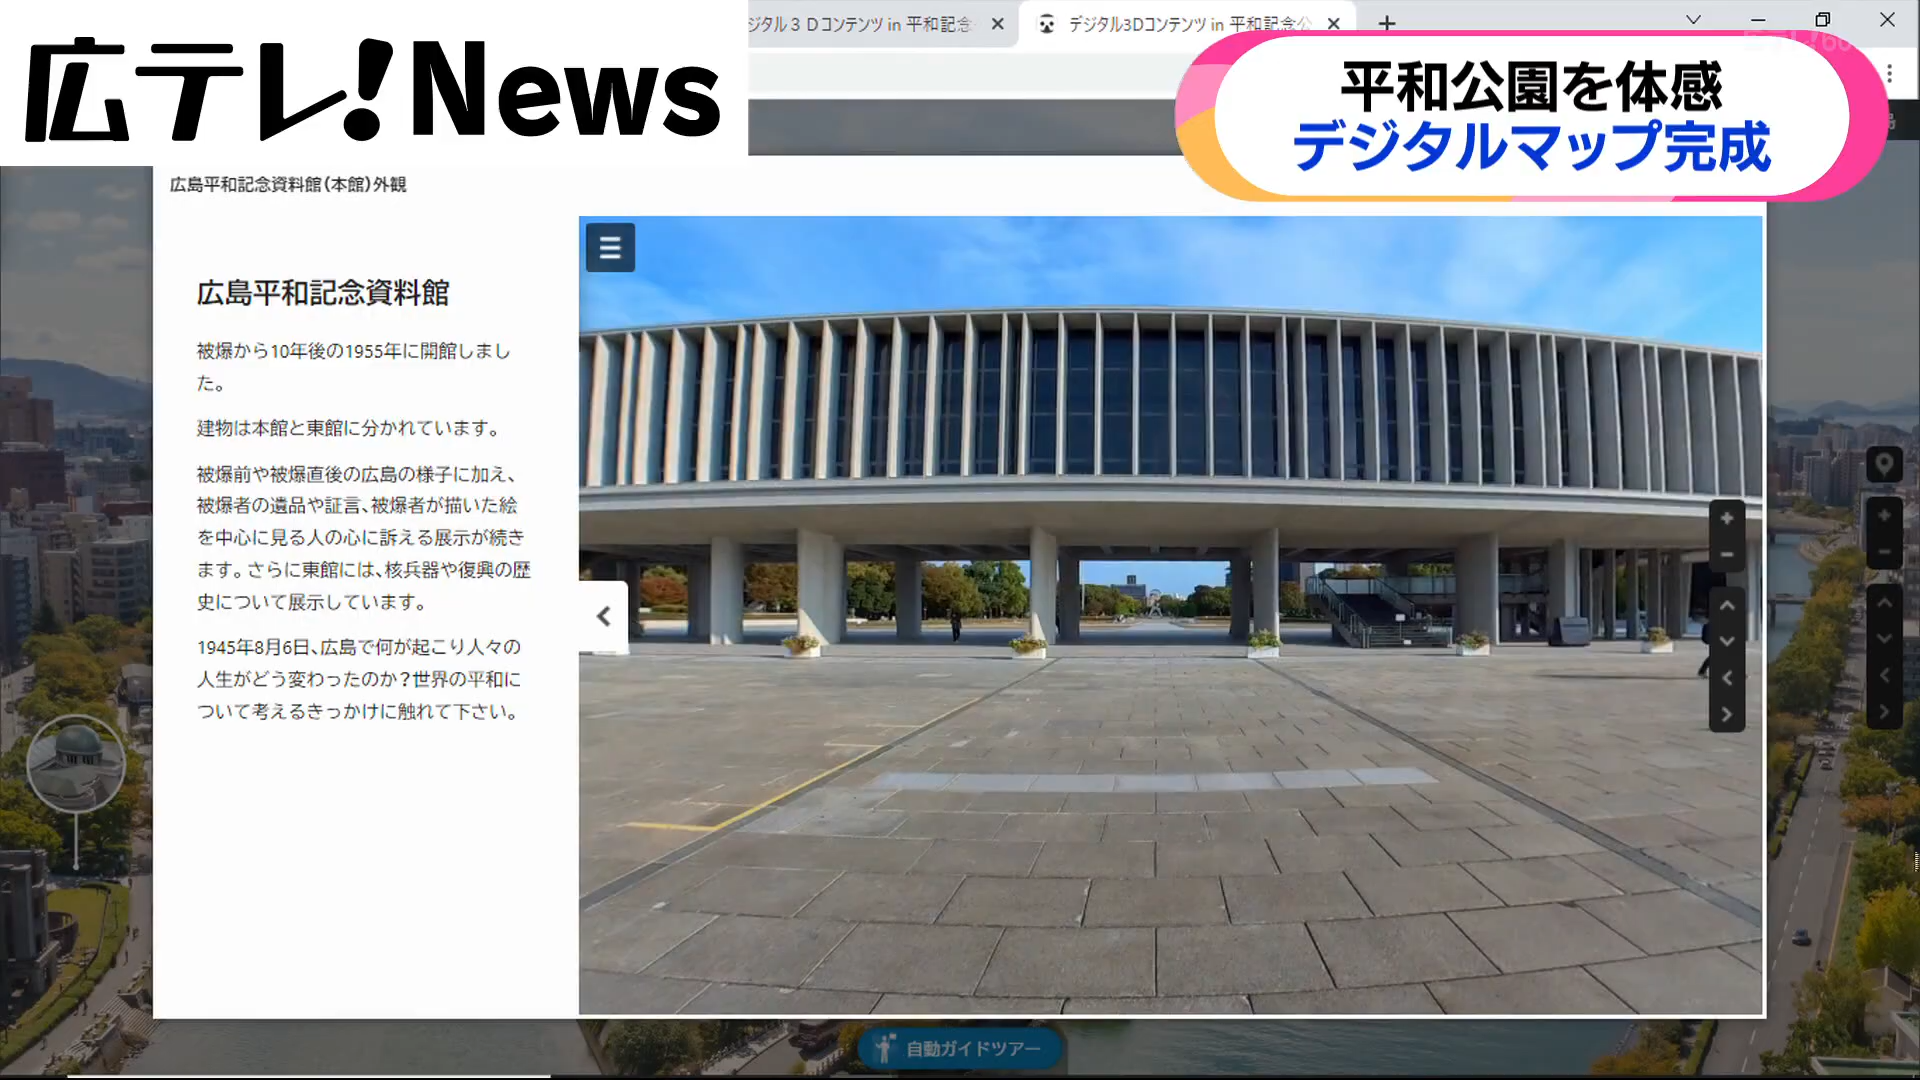 広テレ!News
ジタル３Ｄコンテンツ in 平和記念
デジタル3Dコンテンツ in 平和記念公
平和公園を体感
デジタルマップ完成
広島平和記念資料館(本館)外観
広島平和記念資料館
被爆から10年後の1955年に開館しまし
た。
建物は本館と東館に分かれています。
被爆前や被爆直後の広島の様子に加え、
被爆者の遺品や証言、被爆者が描いた絵
を中心に見る人の心に訴える展示が続き
ます。さらに東館には、核兵器や復興の歴
史について展示しています。
1945年8月6日、広島で何が起こり人々の
人生がどう変わったのか?世界の平和に
ついて考えるきっかけに触れて下さい。
自動ガイドツアー